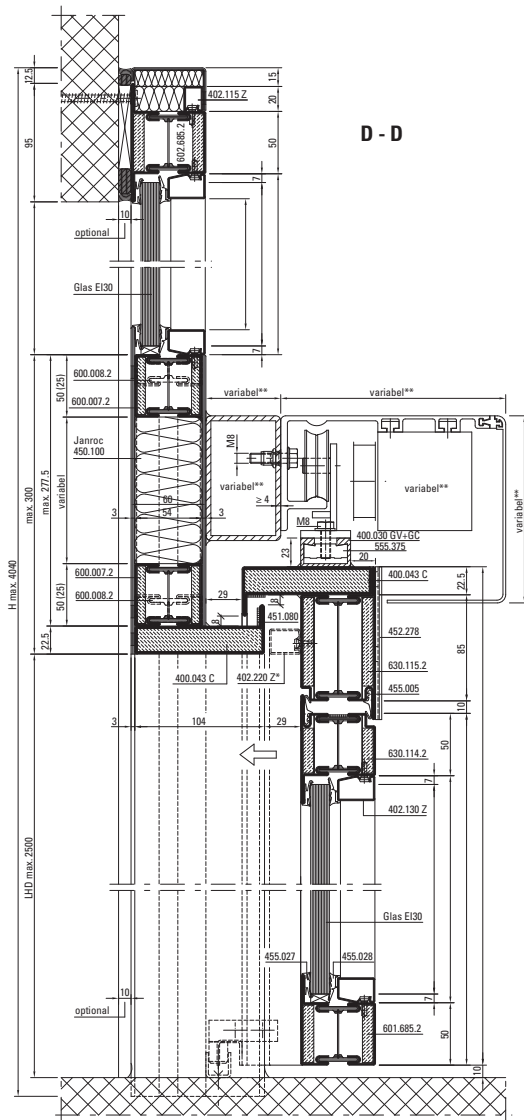 12.5
15
20
402.115 Z
D - D
95
602.685.2
50
7
10
optional
Glas EI30
7
600.008.2
50 (25)
600.007.2
variabel**
variabel**
Janroc
450.100
M8
variabel**
variabel**
variabel**
60
3
54
3
≥ 4
M8
400.030 GV+GC
555.375
23
20
max. 300
max. 277.5
variabel
H max. 4040
600.007.2
600.008.2
50 (25)
29
8
8
451.080
400.043 C
22.5
22.5
452.278
85
630.115.2
400.043 C
402.220 Z*
455.005
10
3
104
29
50
630.114.2
7
402.130 Z
LHD max. 2500
Glas EI30
455.027
455.028
10
optional
7
601.685.2
50
10